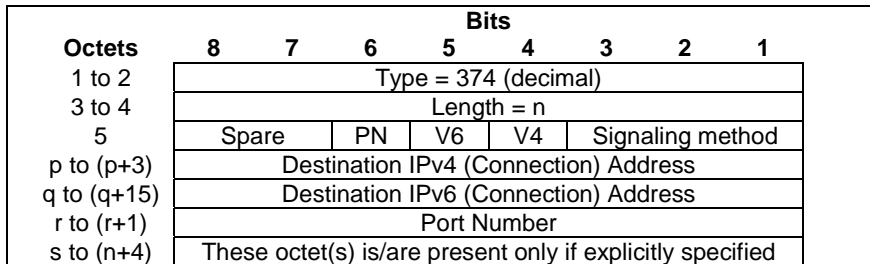 Bits
Octets 8 7 6 5 4 3 2 1
1 to 2 Type = 374 (decimal)
3 to 4 Length = n
5 Spare PN V6 V4 Signaling method
p to (p+3) Destination IPv4 (Connection) Address
q to (q+15) Destination IPv6 (Connection) Address
r to (r+1) Port Number
s to (n+4) These octet(s) is/are present only if explicitly specified